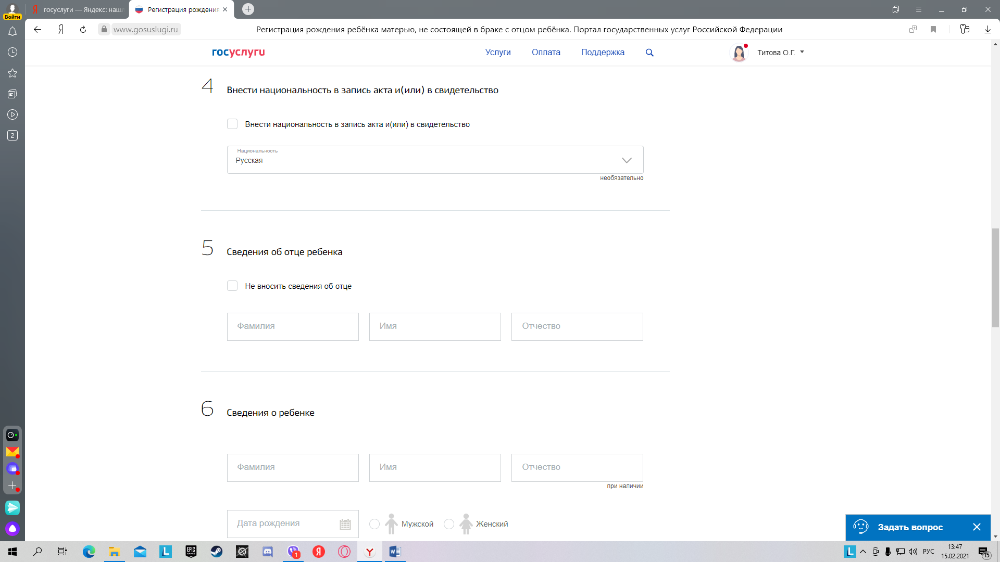 Войти
госуслуги — Яндекс: наш
Регистрация рождения
www.gosuslugi.ru
Регистрация рождения ребёнка матерью, не состоящей в браке с отцом ребёнка. Портал государственных услуг Российской Федерации
госуслуги
Услуги
Оплата
Поддержка
Титова О.Г.
2
4
Внести национальность в запись акта и(или) в свидетельство
Внести национальность в запись акта и(или) в свидетельство
Национальность
Русская
необязательно
5
Сведения об отце ребенка
Не вносить сведения об отце
Фамилия
Имя
Отчество
6
Сведения о ребенке
Фамилия
Имя
Отчество
при наличии
Дата рождения
Мужской
Женский
Задать вопрос
L
EPIC GAMES
1
Я
Y
W
L
РУС
13:47
15.02.2021
15